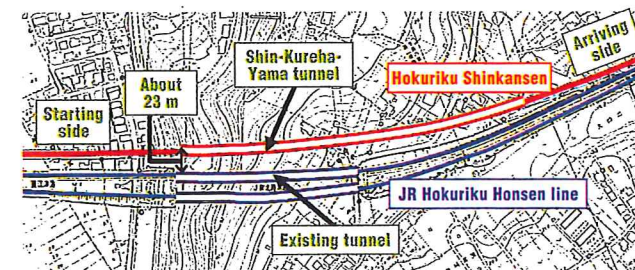 Arriving
side
Shin-Kureha-
Yama tunnel
About
23 m
Hokuriku Shinkansen
Starting
side
JR Hokuriku Honsen line
Existing tunnel